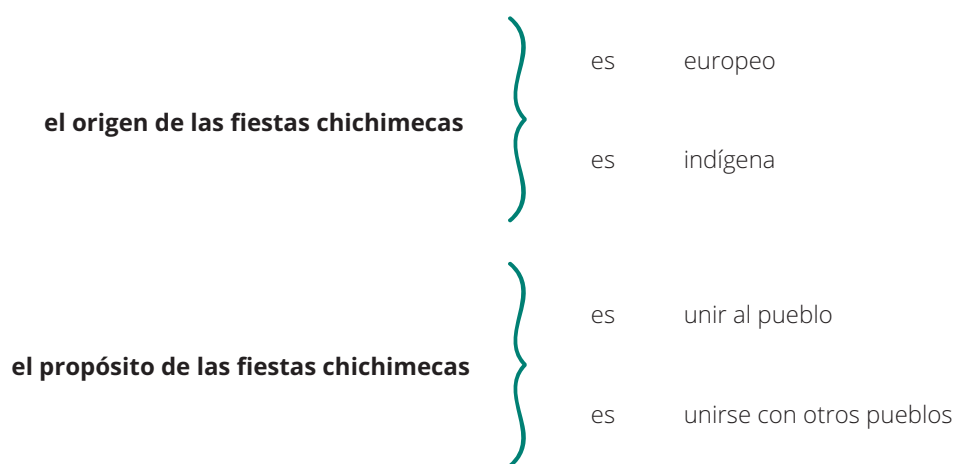 es europeo
el origen de las fiestas chichimecas
es indígena
es unir al pueblo
el propósito de las fiestas chichimecas
es unirse con otros pueblos